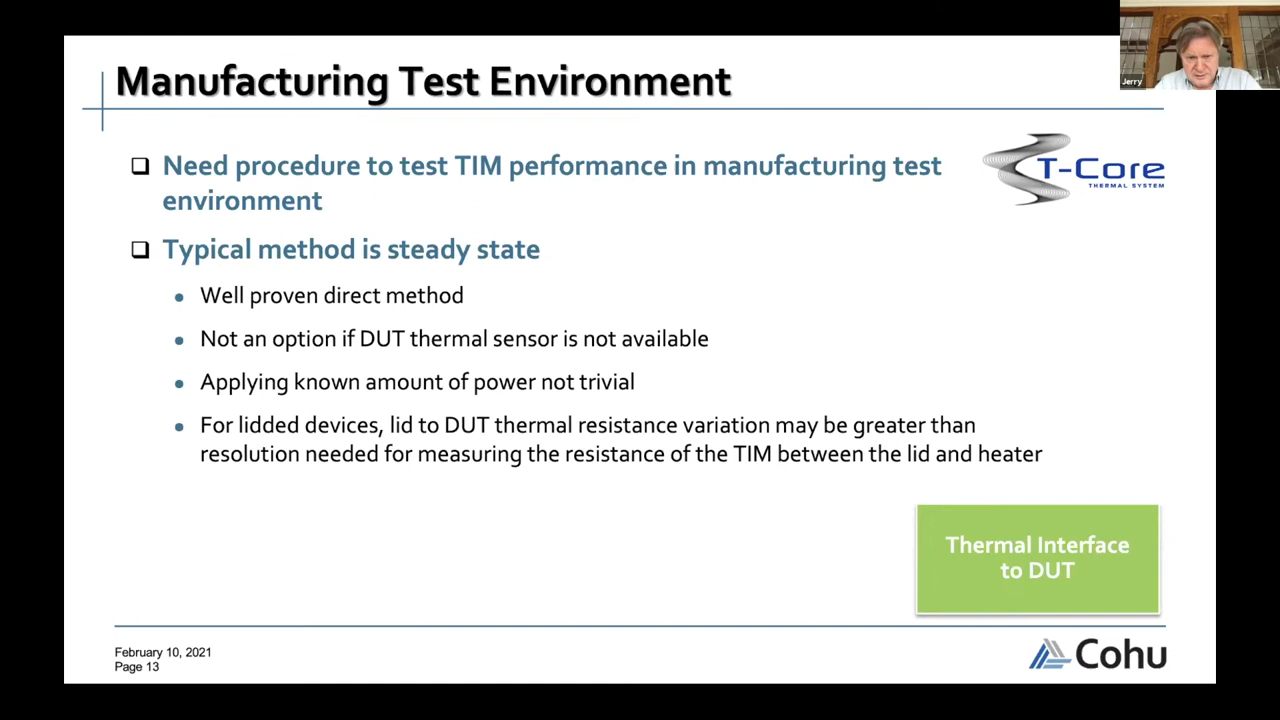 Manufacturing Test Environment
Jerry
Need procedure to test TIM performance in manufacturing test
environment
T-Core
THERMAL SYSTEM
Typical method is steady state
Well proven direct method
Not an option if DUT thermal sensor is not available
Applying known amount of power not trivial
For lidded devices, lid to DUT thermal resistance variation may be greater than
resolution needed for measuring the resistance of the TIM between the lid and heater
Thermal Interface
to DUT
February 10, 2021
Page 13
Cohu